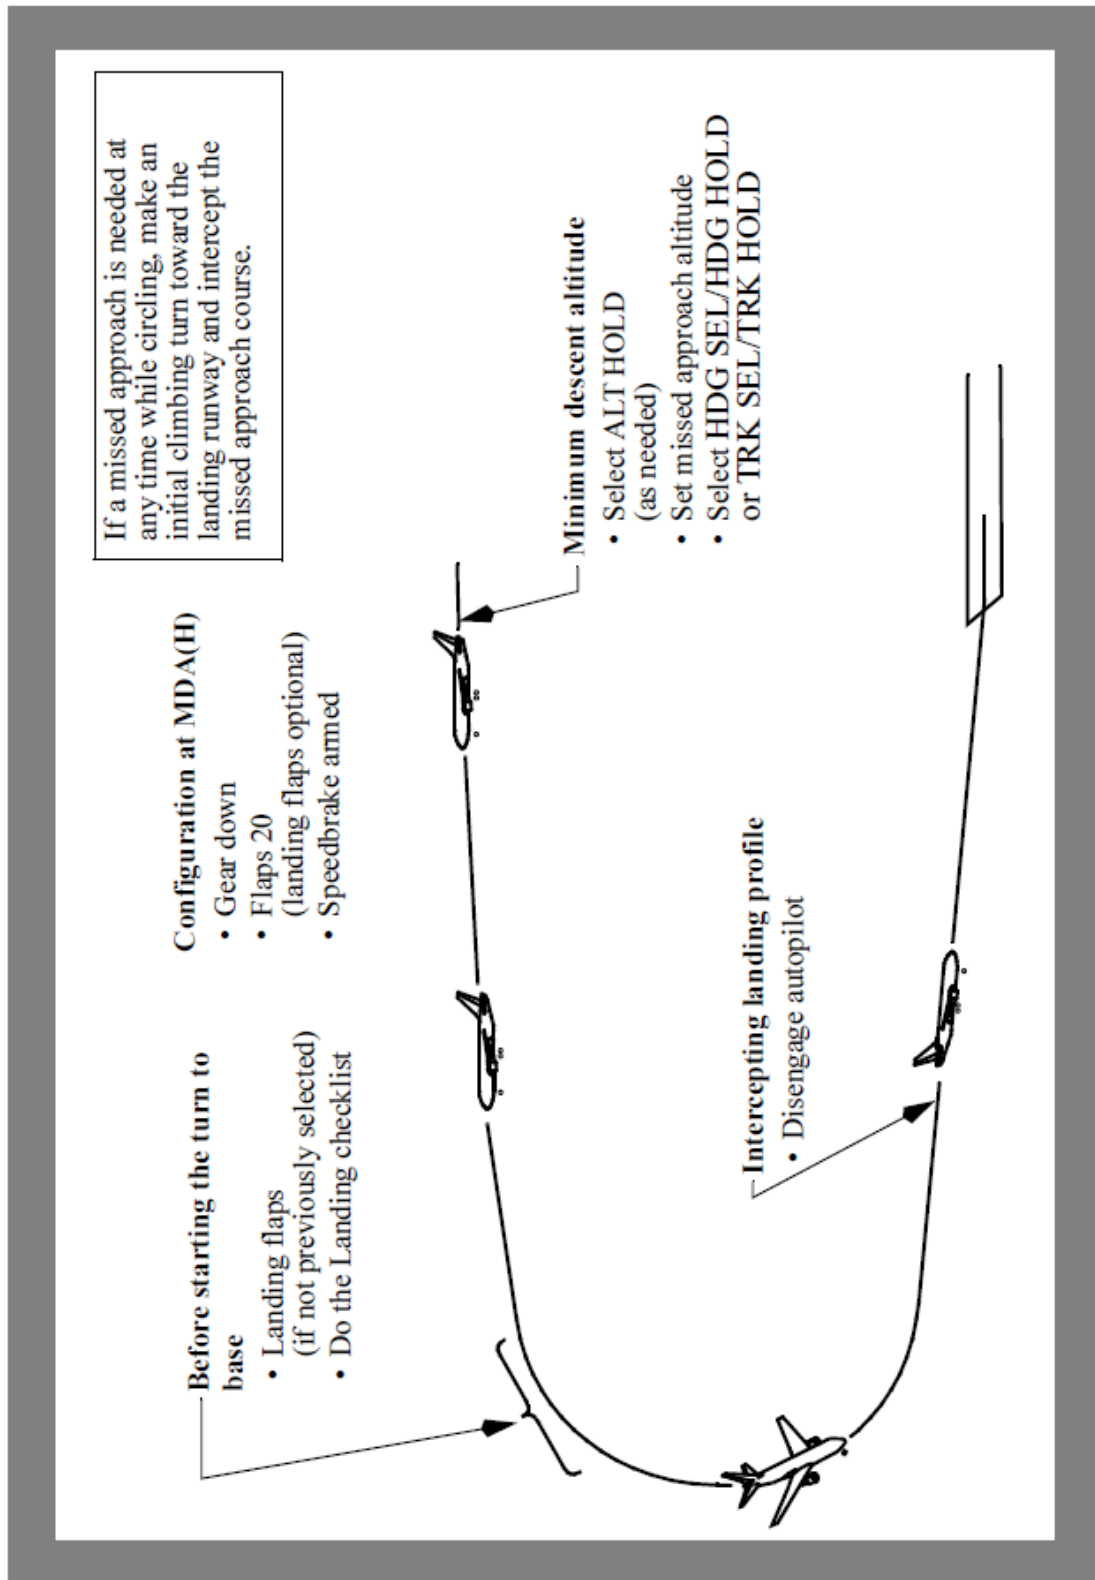 If a missed approach is needed at
any time while circling, make an
initial climbing turn toward the
landing runway and intercept the
missed approach course.
Configuration at MDA(H)
• Gear down
• Flaps 20
(landing flaps optional)
• Speedbrake armed
Before starting the turn to
base
• Landing flaps
(if not previously selected)
• Do the Landing checklist
Minimum descent altitude
• Select ALT HOLD
(as needed)
• Set missed approach altitude
• Select HDG SEL/HDG HOLD
or TRK SEL/TRK HOLD
Intercepting landing profile
• Disengage autopilot